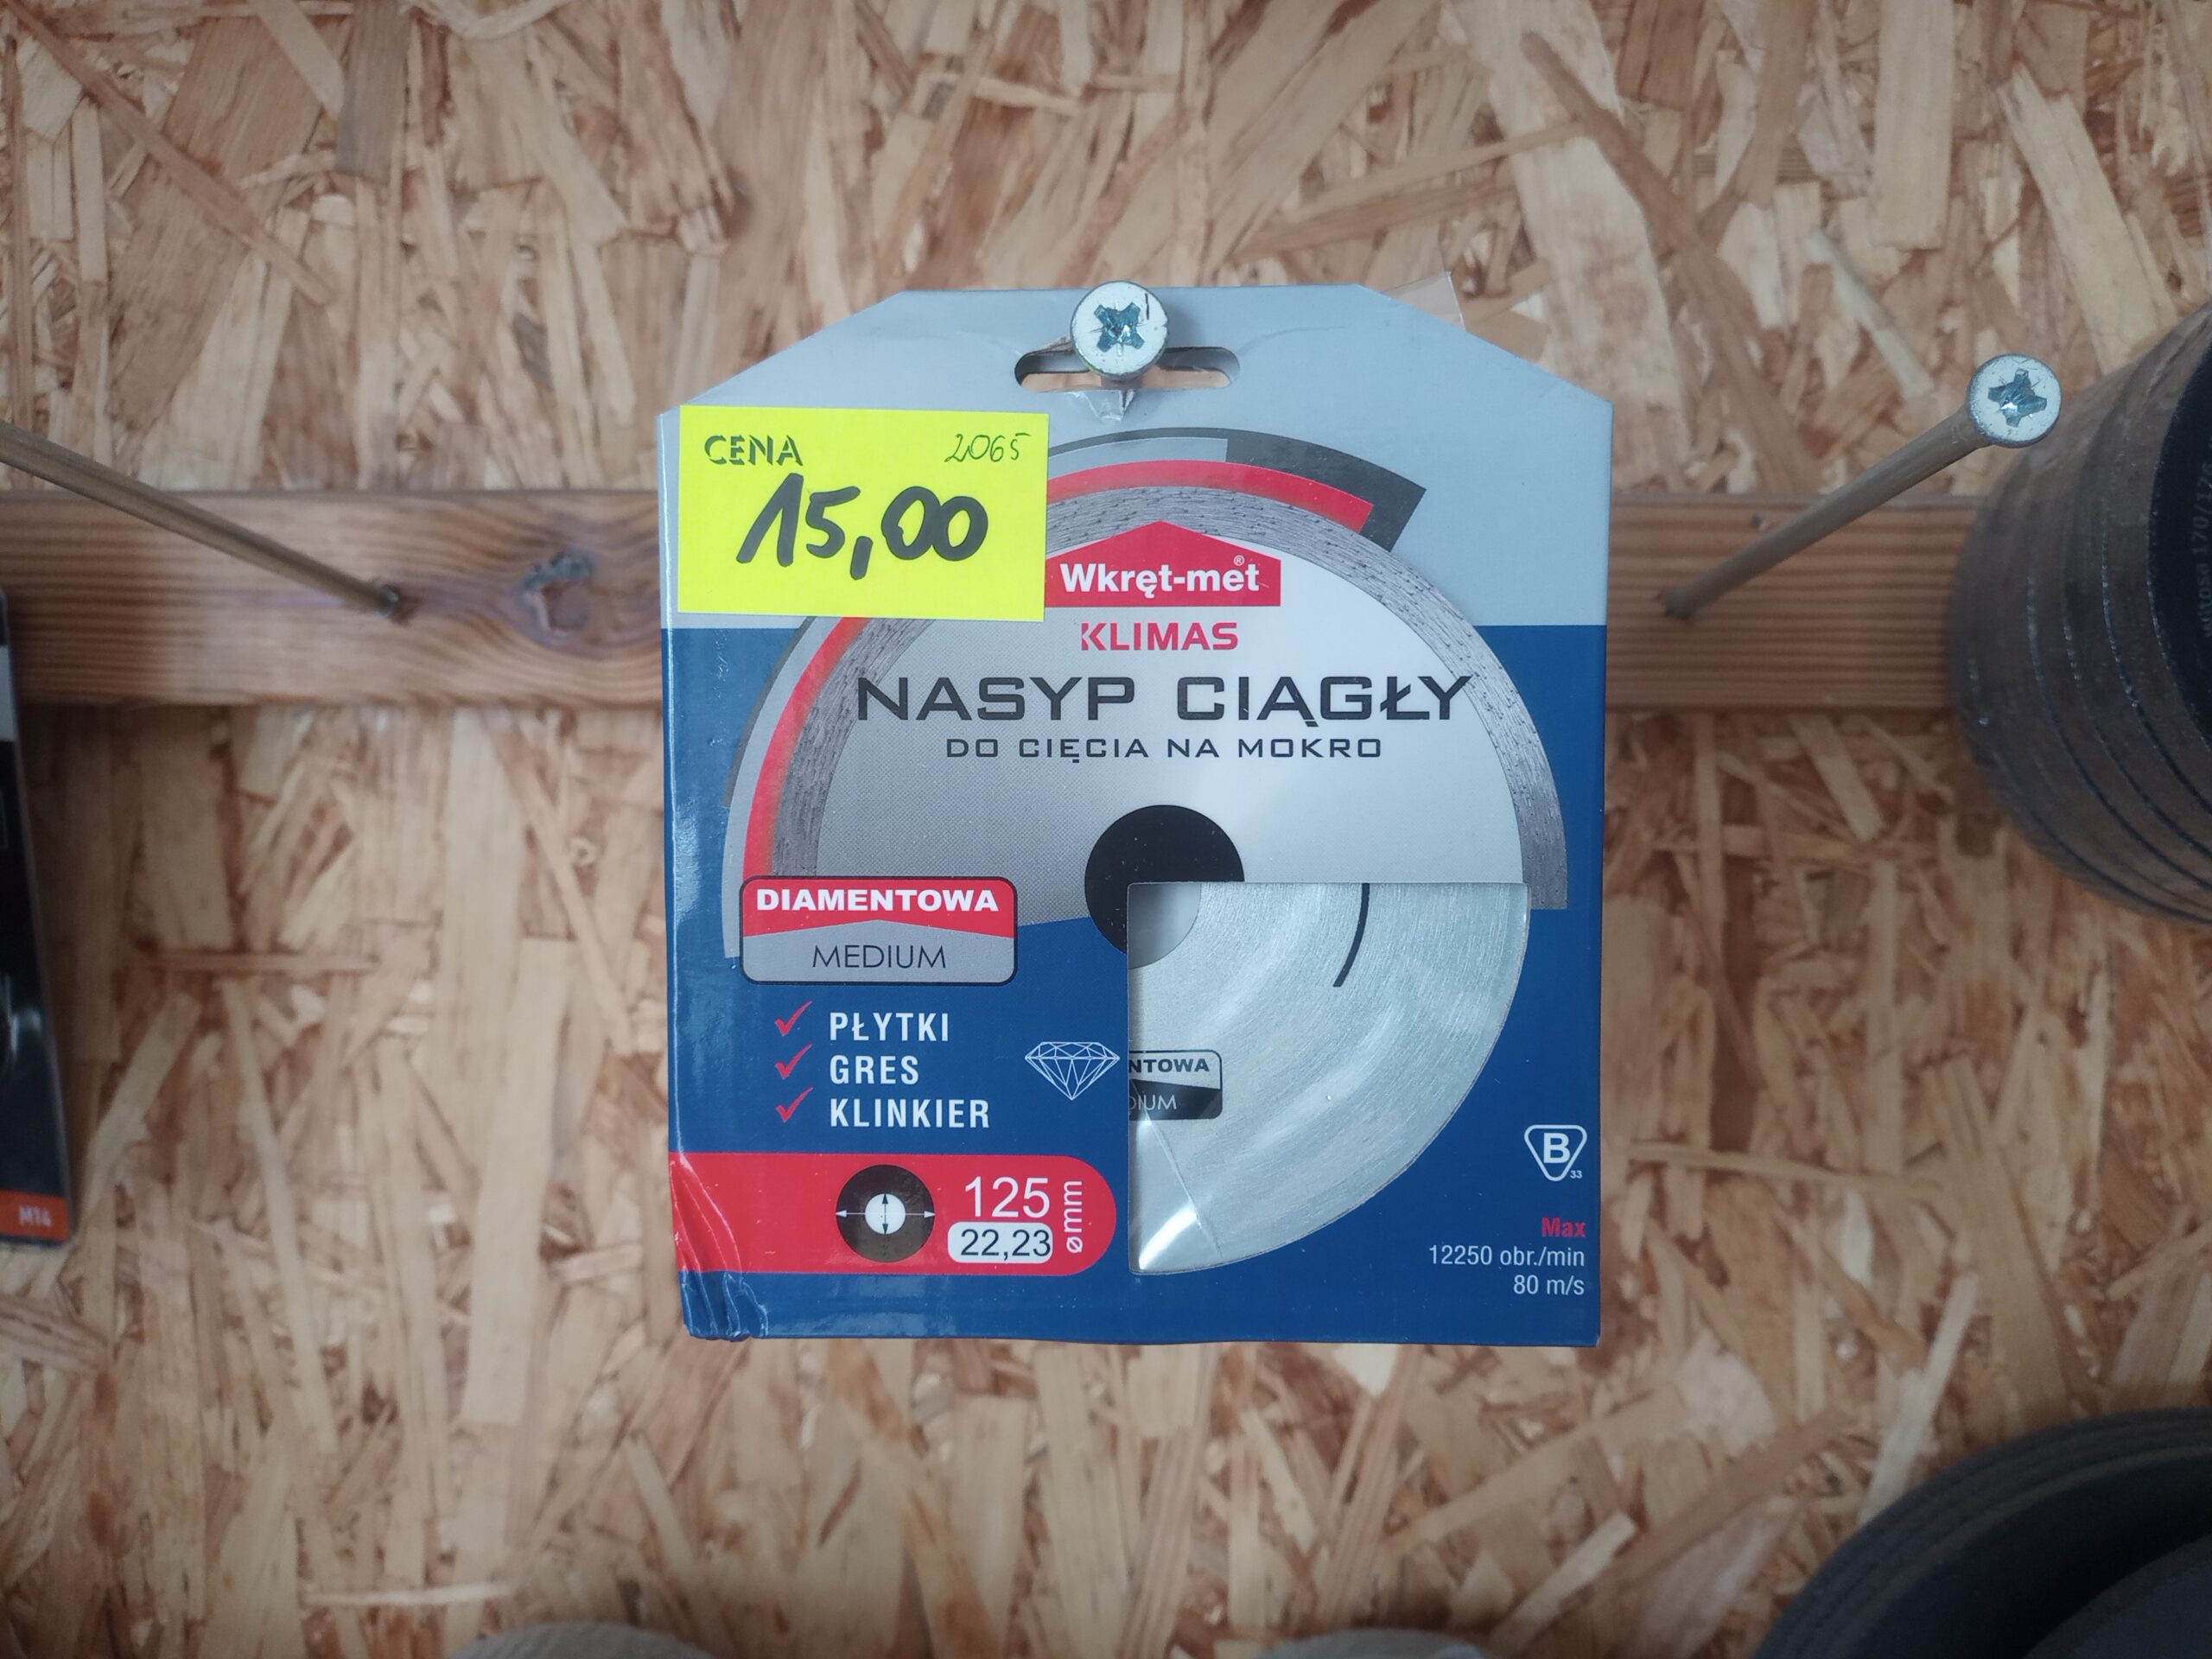 CENA 2065
15,00
Wkręt-met®
KLIMAS
NASYP CIĄGŁY
DO CIĘCIA NA MOKRO
DIAMENTOWA
MEDIUM
PŁYTKI
GRES
KLINKIER
NTOWA
DIUM
125
22,23
ømm
B
33
Max
12250 obr./min
80 m/s
M14